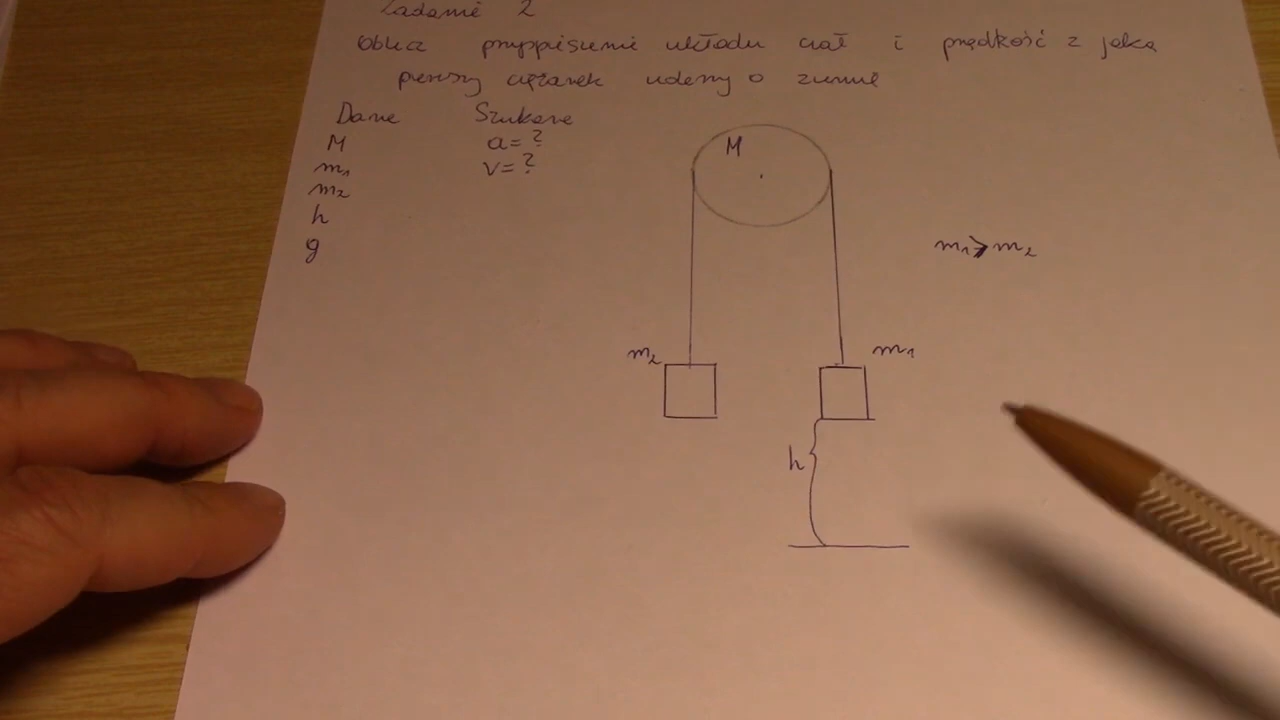 Zadanie 2
Oblicz przyspieszenie układu ciał i prędkość z jaką
pierwszy ciężarek uderzy o ziemię
Dane Szukane
M a=?
m₁ v=?
m₂
h
g
M
m₁>m₂
m₂ m₁
h